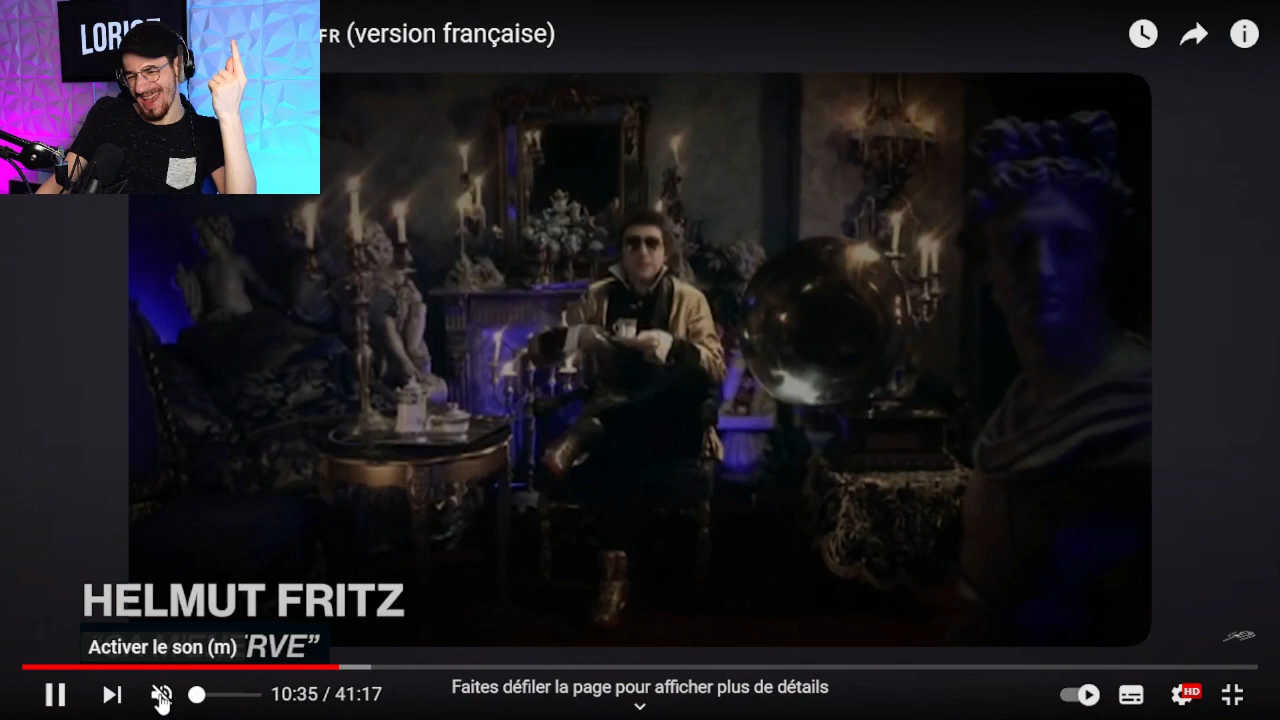 FR (version française)
HELMUT FRITZ
Activer le son (m)
RVE”
10:35 / 41:17
Faites défiler la page pour afficher plus de détails
HD